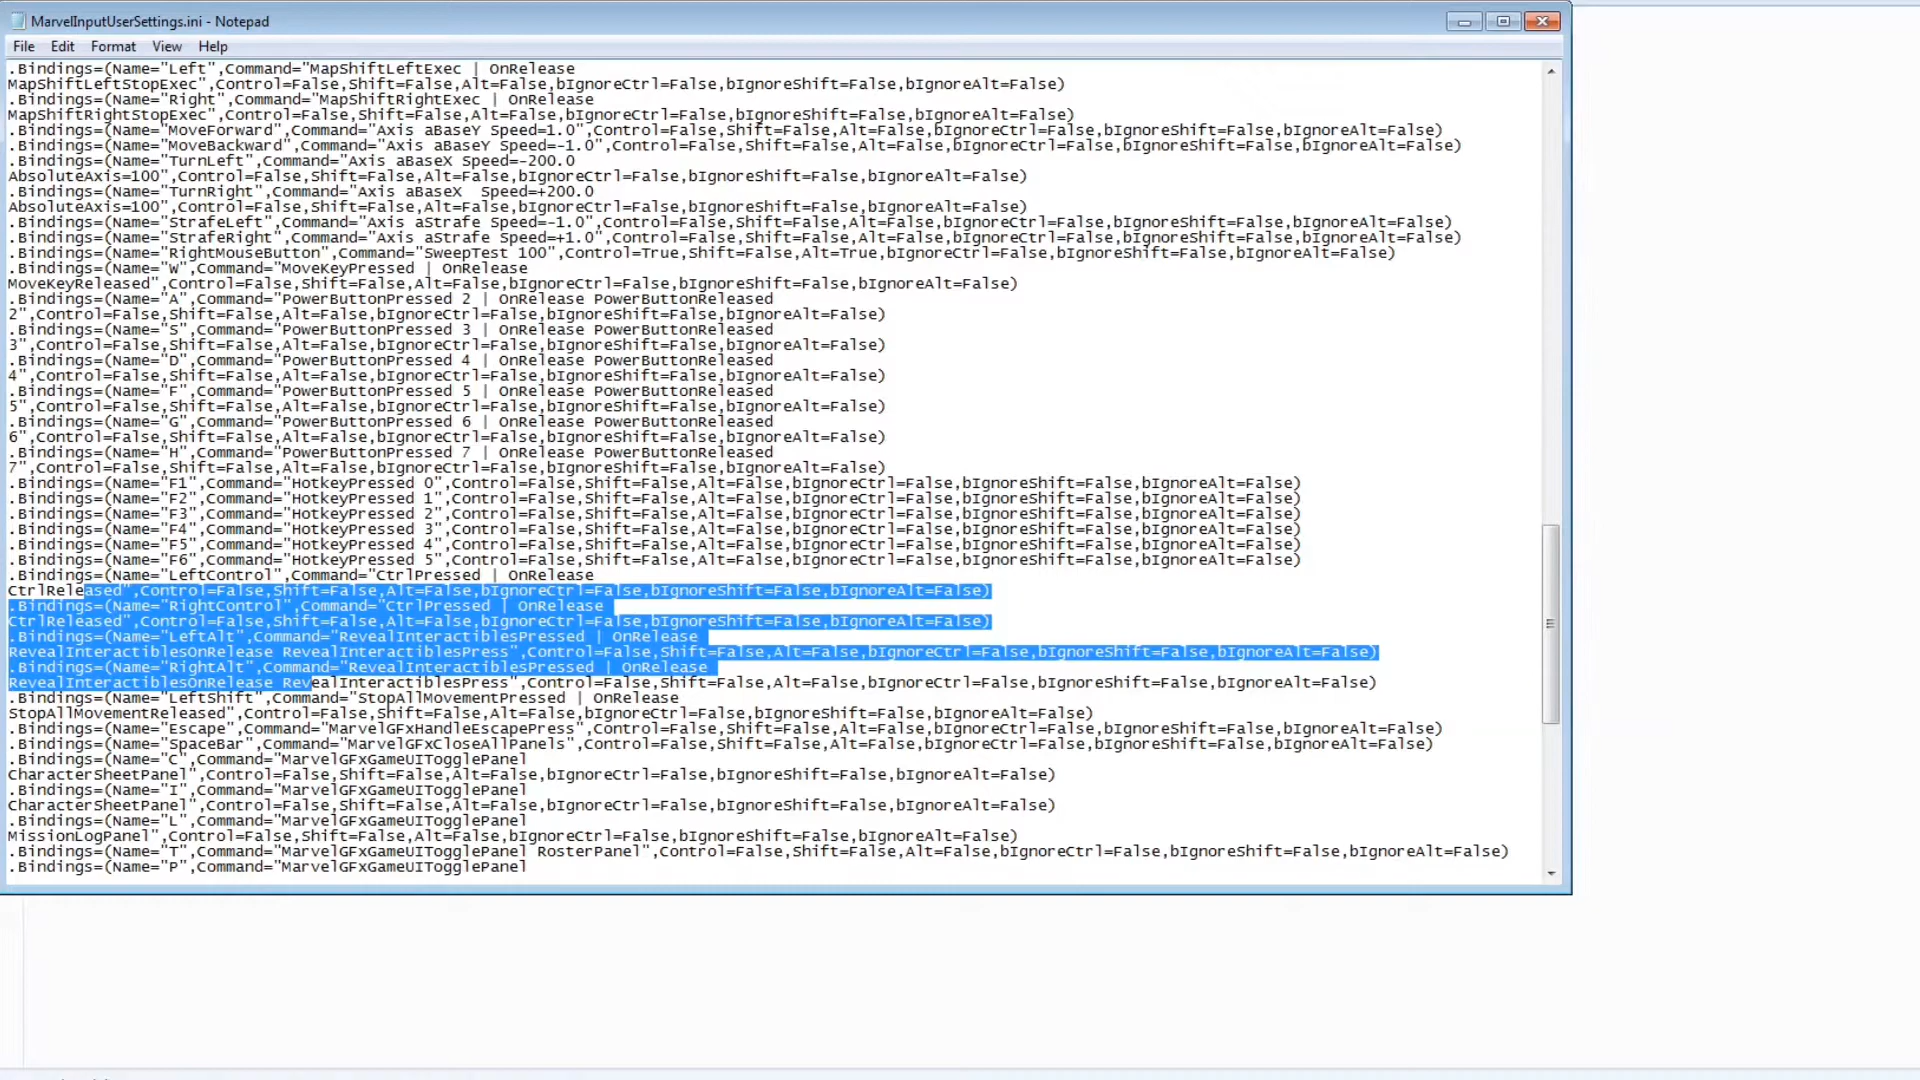 MarvelInputUserSettings.ini - Notepad
File Edit Format View Help
.Bindings=(Name="Left",Command="MapShiftLeftExec | OnRelease
MapShiftLeftStopExec",Control=False,Shift=False,Alt=False,bIgnoreCtrl=False,bIgnoreShift=False,bIgnoreAlt=False)
.Bindings=(Name="Right",Command="MapShiftRightExec | OnRelease
MapShiftRightStopExec",Control=False,Shift=False,Alt=False,bIgnoreCtrl=False,bIgnoreShift=False,bIgnoreAlt=False)
.Bindings=(Name="MoveForward",Command="Axis aBaseY Speed=1.0",Control=False,Shift=False,Alt=False,bIgnoreCtrl=False,bIgnoreShift=False,bIgnoreAlt=False)
.Bindings=(Name="MoveBackward",Command="Axis aBaseY Speed=-1.0",Control=False,Shift=False,Alt=False,bIgnoreCtrl=False,bIgnoreShift=False,bIgnoreAlt=False)
.Bindings=(Name="TurnLeft",Command="Axis aBaseX Speed=-200.0
AbsoluteAxis=100",Control=False,Shift=False,Alt=False,bIgnoreCtrl=False,bIgnoreShift=False,bIgnoreAlt=False)
.Bindings=(Name="TurnRight",Command="Axis aBaseX  Speed=+200.0
AbsoluteAxis=100",Control=False,Shift=False,Alt=False,bIgnoreCtrl=False,bIgnoreShift=False,bIgnoreAlt=False)
.Bindings=(Name="StrafeLeft",Command="Axis aStrafe Speed=-1.0",Control=False,Shift=False,Alt=False,bIgnoreCtrl=False,bIgnoreShift=False,bIgnoreAlt=False)
.Bindings=(Name="StrafeRight",Command="Axis aStrafe Speed=+1.0",Control=False,Shift=False,Alt=False,bIgnoreCtrl=False,bIgnoreShift=False,bIgnoreAlt=False)
.Bindings=(Name="RightMouseButton",Command="SweepTest 100",Control=True,Shift=False,Alt=True,bIgnoreCtrl=False,bIgnoreShift=False,bIgnoreAlt=False)
.Bindings=(Name="W",Command="MoveKeyPressed | OnRelease
MoveKeyReleased",Control=False,Shift=False,Alt=False,bIgnoreCtrl=False,bIgnoreShift=False,bIgnoreAlt=False)
.Bindings=(Name="A",Command="PowerButtonPressed 2 | OnRelease PowerButtonReleased
2",Control=False,Shift=False,Alt=False,bIgnoreCtrl=False,bIgnoreShift=False,bIgnoreAlt=False)
.Bindings=(Name="S",Command="PowerButtonPressed 3 | OnRelease PowerButtonReleased
3",Control=False,Shift=False,Alt=False,bIgnoreCtrl=False,bIgnoreShift=False,bIgnoreAlt=False)
.Bindings=(Name="D",Command="PowerButtonPressed 4 | OnRelease PowerButtonReleased
4",Control=False,Shift=False,Alt=False,bIgnoreCtrl=False,bIgnoreShift=False,bIgnoreAlt=False)
.Bindings=(Name="F",Command="PowerButtonPressed 5 | OnRelease PowerButtonReleased
5",Control=False,Shift=False,Alt=False,bIgnoreCtrl=False,bIgnoreShift=False,bIgnoreAlt=False)
.Bindings=(Name="G",Command="PowerButtonPressed 6 | OnRelease PowerButtonReleased
6",Control=False,Shift=False,Alt=False,bIgnoreCtrl=False,bIgnoreShift=False,bIgnoreAlt=False)
.Bindings=(Name="H",Command="PowerButtonPressed 7 | OnRelease PowerButtonReleased
7",Control=False,Shift=False,Alt=False,bIgnoreCtrl=False,bIgnoreShift=False,bIgnoreAlt=False)
.Bindings=(Name="F1",Command="HotkeyPressed 0",Control=False,Shift=False,Alt=False,bIgnoreCtrl=False,bIgnoreShift=False,bIgnoreAlt=False)
.Bindings=(Name="F2",Command="HotkeyPressed 1",Control=False,Shift=False,Alt=False,bIgnoreCtrl=False,bIgnoreShift=False,bIgnoreAlt=False)
.Bindings=(Name="F3",Command="HotkeyPressed 2",Control=False,Shift=False,Alt=False,bIgnoreCtrl=False,bIgnoreShift=False,bIgnoreAlt=False)
.Bindings=(Name="F4",Command="HotkeyPressed 3",Control=False,Shift=False,Alt=False,bIgnoreCtrl=False,bIgnoreShift=False,bIgnoreAlt=False)
.Bindings=(Name="F5",Command="HotkeyPressed 4",Control=False,Shift=False,Alt=False,bIgnoreCtrl=False,bIgnoreShift=False,bIgnoreAlt=False)
.Bindings=(Name="F6",Command="HotkeyPressed 5",Control=False,Shift=False,Alt=False,bIgnoreCtrl=False,bIgnoreShift=False,bIgnoreAlt=False)
.Bindings=(Name="LeftControl",Command="CtrlPressed | OnRelease
CtrlReleased",Control=False,Shift=False,Alt=False,bIgnoreCtrl=False,bIgnoreShift=False,bIgnoreAlt=False)
.Bindings=(Name="RightControl",Command="CtrlPressed | OnRelease
CtrlReleased",Control=False,Shift=False,Alt=False,bIgnoreCtrl=False,bIgnoreShift=False,bIgnoreAlt=False)
.Bindings=(Name="LeftAlt",Command="RevealInteractiblesPressed | OnRelease
RevealInteractiblesOnRelease RevealInteractiblesPress",Control=False,Shift=False,Alt=False,bIgnoreCtrl=False,bIgnoreShift=False,bIgnoreAlt=False)
.Bindings=(Name="RightAlt",Command="RevealInteractiblesPressed | OnRelease
RevealInteractiblesOnRelease RevealInteractiblesPress",Control=False,Shift=False,Alt=False,bIgnoreCtrl=False,bIgnoreShift=False,bIgnoreAlt=False)
.Bindings=(Name="LeftShift",Command="StopAllMovementPressed | OnRelease
StopAllMovementReleased",Control=False,Shift=False,Alt=False,bIgnoreCtrl=False,bIgnoreShift=False,bIgnoreAlt=False)
.Bindings=(Name="Escape",Command="MarvelGFxHandleEscapePress",Control=False,Shift=False,Alt=False,bIgnoreCtrl=False,bIgnoreShift=False,bIgnoreAlt=False)
.Bindings=(Name="SpaceBar",Command="MarvelGFxCloseAllPanels",Control=False,Shift=False,Alt=False,bIgnoreCtrl=False,bIgnoreShift=False,bIgnoreAlt=False)
.Bindings=(Name="C",Command="MarvelGFxGameUITogglePanel
CharacterSheetPanel",Control=False,Shift=False,Alt=False,bIgnoreCtrl=False,bIgnoreShift=False,bIgnoreAlt=False)
.Bindings=(Name="I",Command="MarvelGFxGameUITogglePanel
CharacterSheetPanel",Control=False,Shift=False,Alt=False,bIgnoreCtrl=False,bIgnoreShift=False,bIgnoreAlt=False)
.Bindings=(Name="L",Command="MarvelGFxGameUITogglePanel
MissionLogPanel",Control=False,Shift=False,Alt=False,bIgnoreCtrl=False,bIgnoreShift=False,bIgnoreAlt=False)
.Bindings=(Name="T",Command="MarvelGFxGameUITogglePanel RosterPanel",Control=False,Shift=False,Alt=False,bIgnoreCtrl=False,bIgnoreShift=False,bIgnoreAlt=False)
.Bindings=(Name="P",Command="MarvelGFxGameUITogglePanel